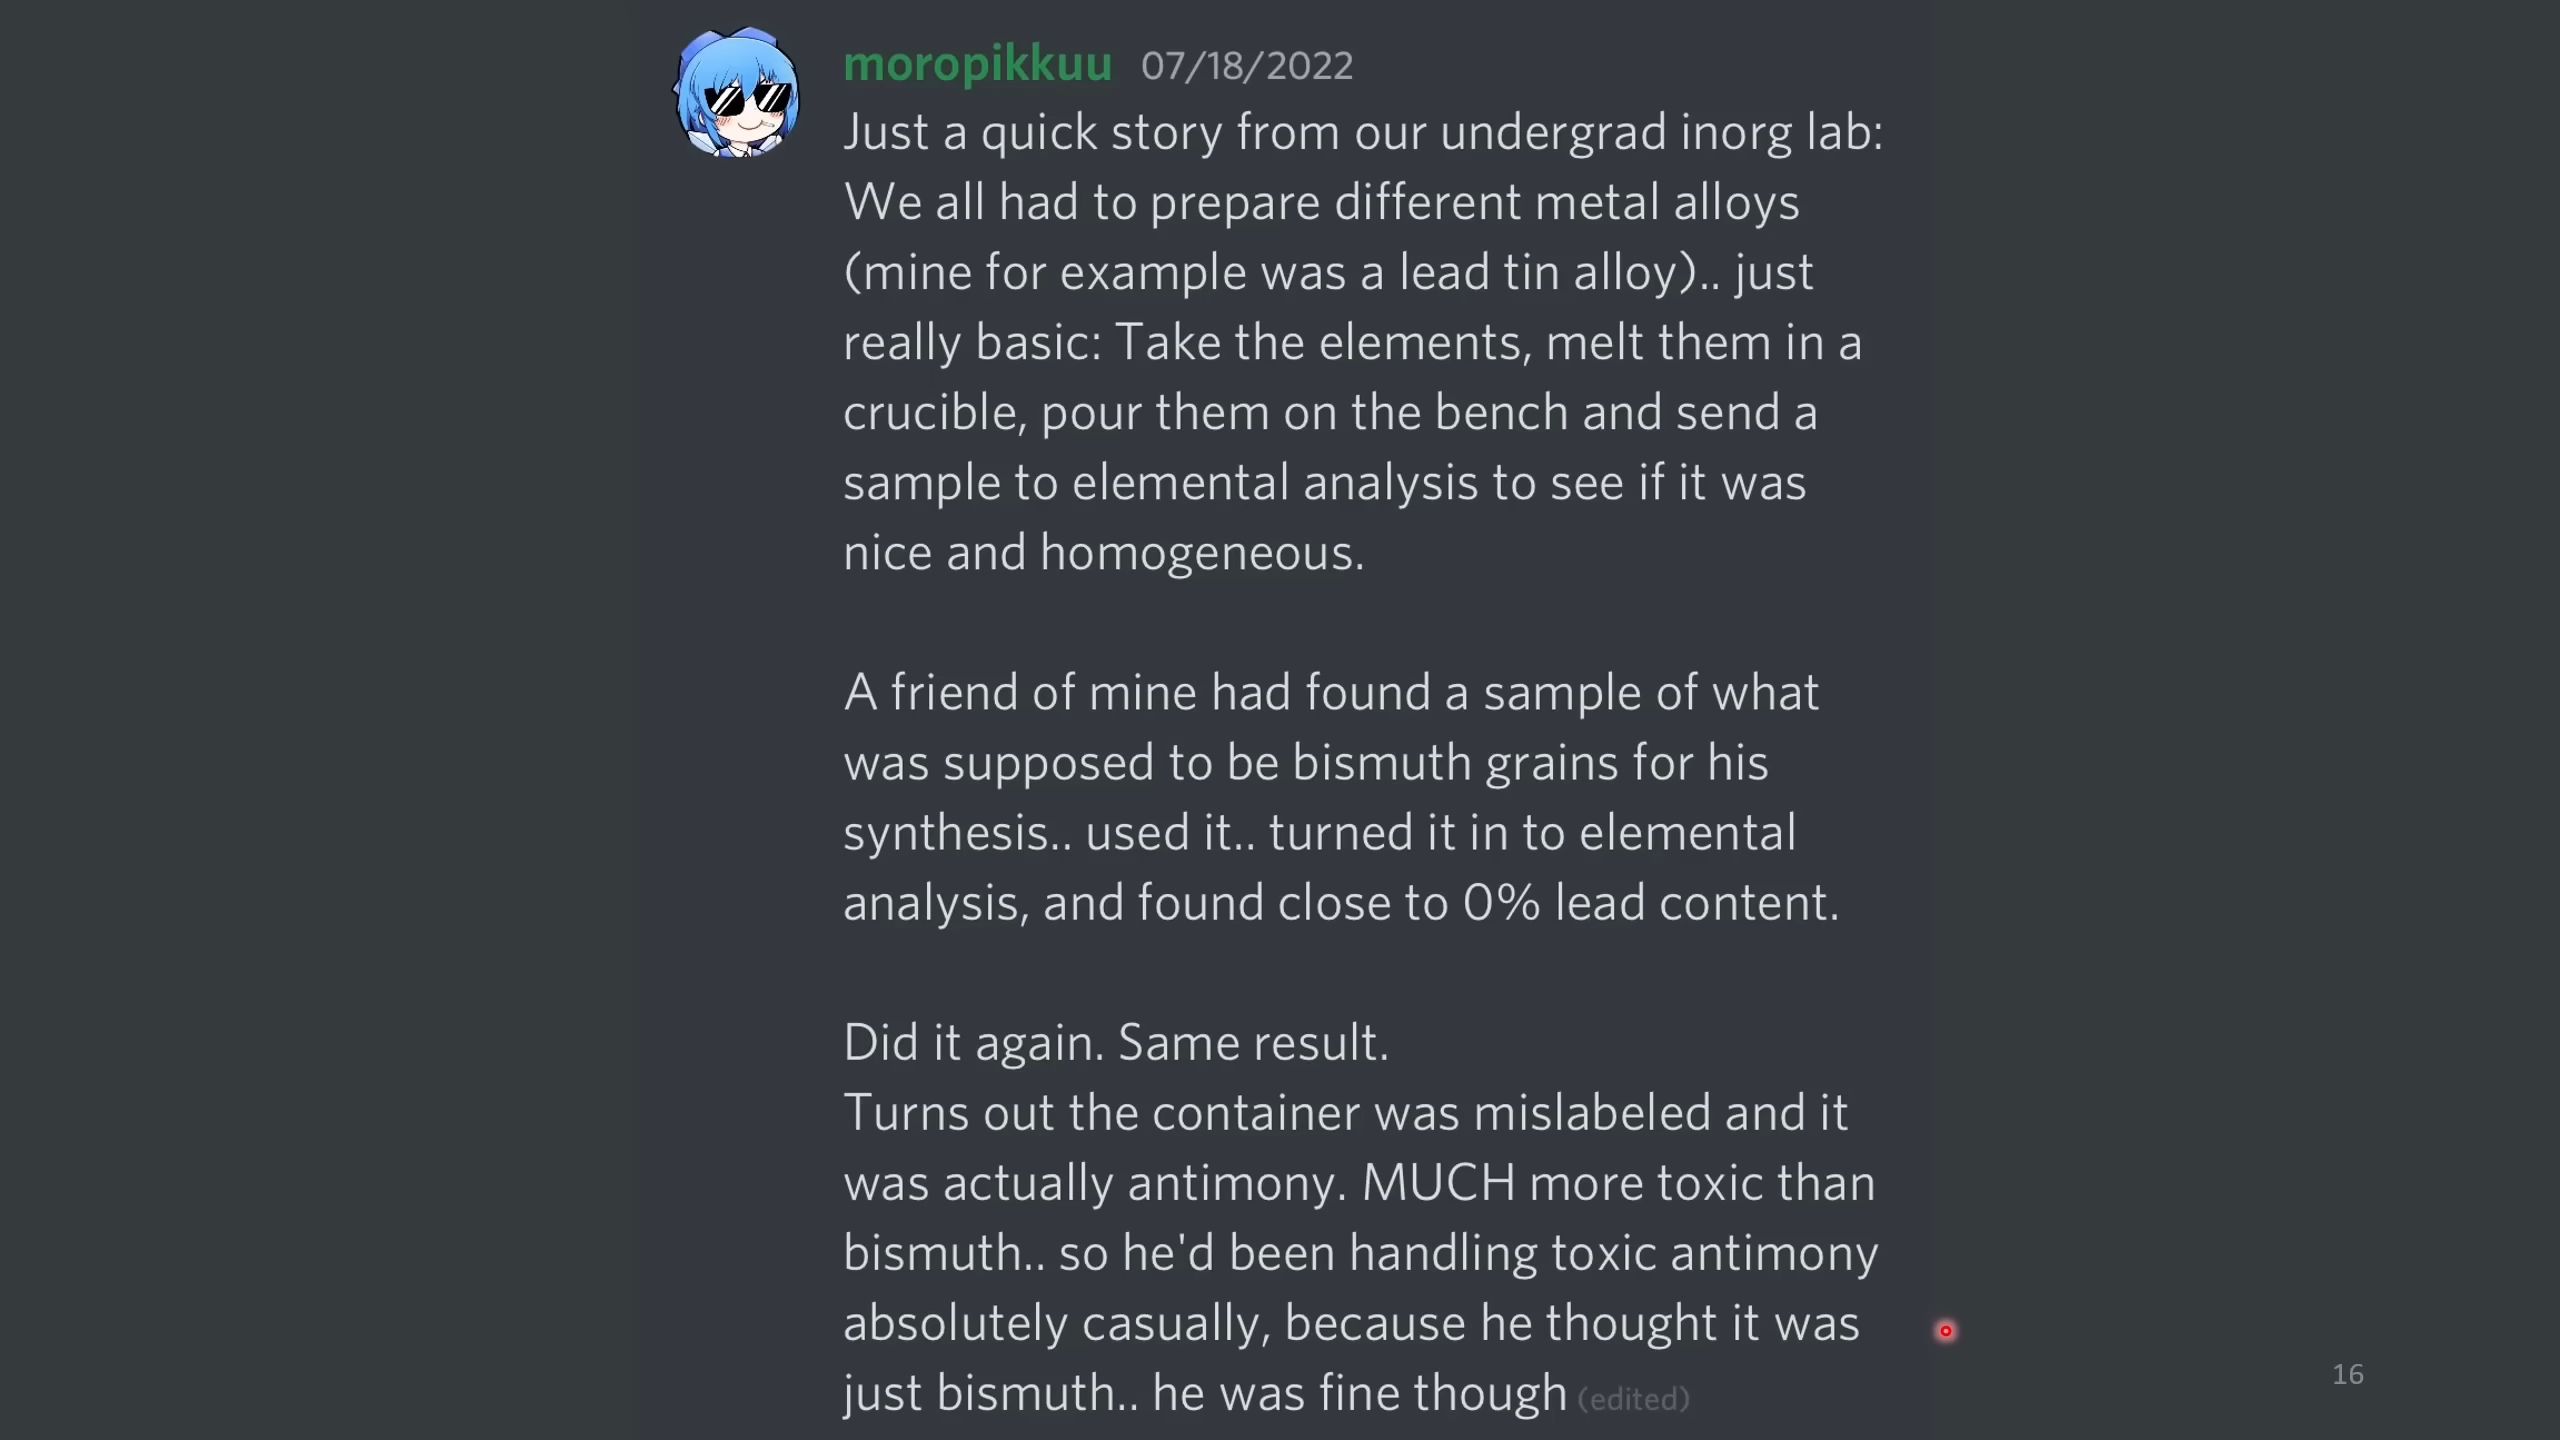 moropikkuu 07/18/2022
Just a quick story from our undergrad inorg lab:
We all had to prepare different metal alloys
(mine for example was a lead tin alloy).. just
really basic: Take the elements, melt them in a
crucible, pour them on the bench and send a
sample to elemental analysis to see if it was
nice and homogeneous.
A friend of mine had found a sample of what
was supposed to be bismuth grains for his
synthesis.. used it.. turned it in to elemental
analysis, and found close to 0% lead content.
Did it again. Same result.
Turns out the container was mislabeled and it
was actually antimony. MUCH more toxic than
bismuth.. so he'd been handling toxic antimony
absolutely casually, because he thought it was
just bismuth.. he was fine though (edited)
16